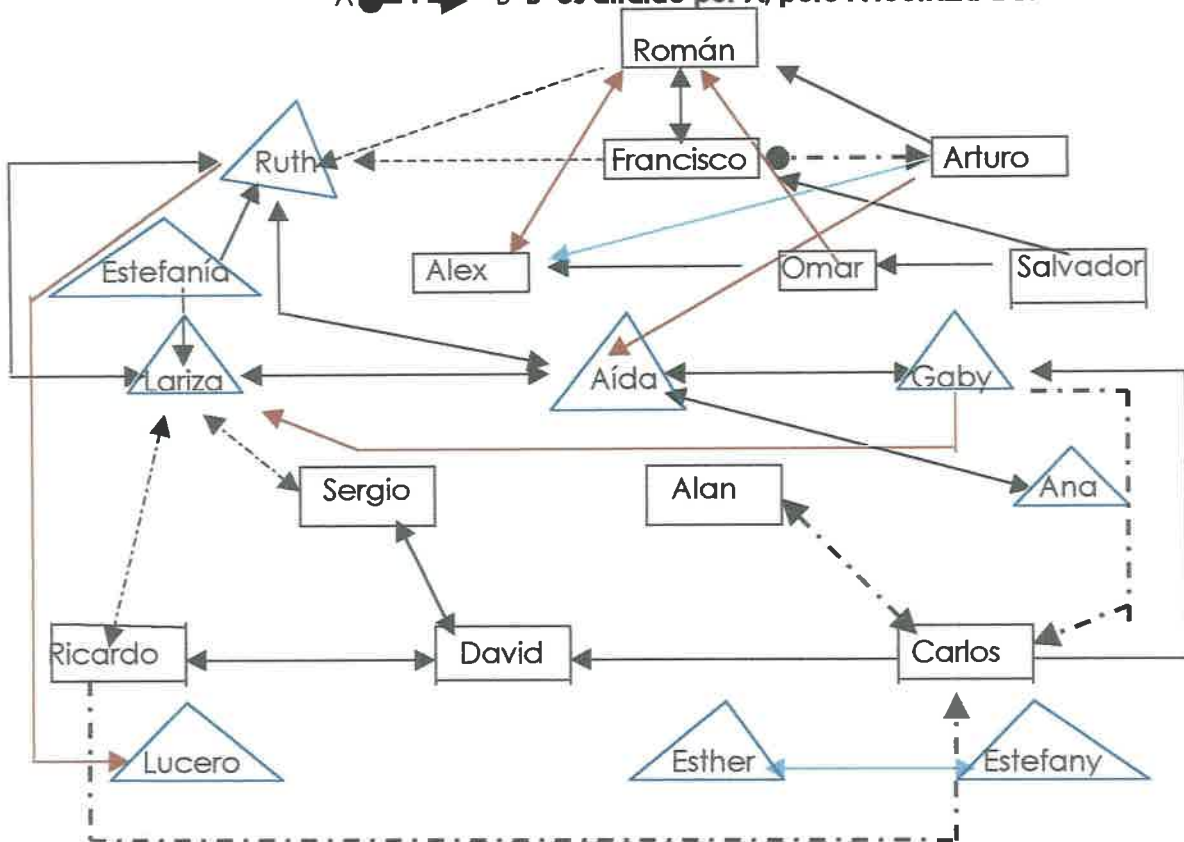 Román
Ruth
Francisco
Arturo
Estefanía
Alex
Omar
Salvador
Lariza
Aída
Gaby
Sergio
Alan
Ana
Ricardo
David
Carlos
Lucero
Esther
Estefany